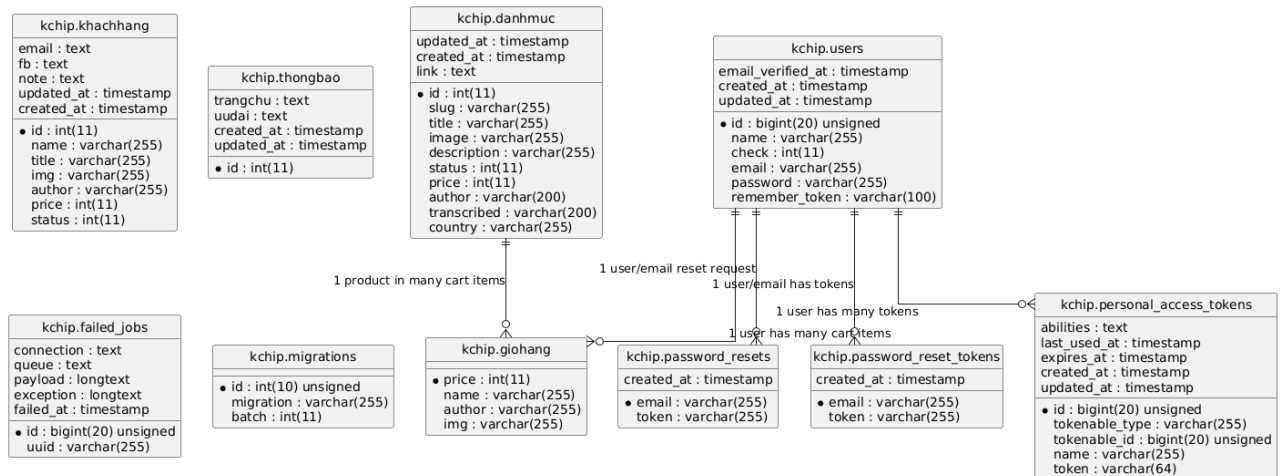 kchip.khachhang
email : text
fb : text
note : text
updated_at : timestamp
created_at : timestamp
id : int(11)
name : varchar(255)
title : varchar(255)
img : varchar(255)
author : varchar(255)
price : int(11)
status : int(11)
kchip.thongbao
trangchu : text
uudai : text
created_at : timestamp
updated_at : timestamp
id : int(11)
kchip.danhmuc
updated_at : timestamp
created_at : timestamp
link : text
id : int(11)
slug : varchar(255)
title : varchar(255)
image : varchar(255)
description : varchar(255)
status : int(11)
price : int(11)
author : varchar(200)
transcribed : varchar(200)
country : varchar(255)
kchip.users
email_verified_at : timestamp
created_at : timestamp
updated_at : timestamp
id : bigint(20) unsigned
name : varchar(255)
check : int(11)
email : varchar(255)
password : varchar(255)
remember_token : varchar(100)
1 product in many cart items
1 user/email reset request
1 user/email has tokens
1 user has many tokens
1 user has many cart items
kchip.failed_jobs
connection : text
queue : text
payload : longtext
exception : longtext
failed_at : timestamp
id : bigint(20) unsigned
uuid : varchar(255)
kchip.migrations
id : int(10) unsigned
migration : varchar(255)
batch : int(11)
kchip.giohang
price : int(11)
name : varchar(255)
author : varchar(255)
img : varchar(255)
kchip.password_resets
created_at : timestamp
email : varchar(255)
token : varchar(255)
kchip.password_reset_tokens
created_at : timestamp
email : varchar(255)
token : varchar(255)
kchip.personal_access_tokens
abilities : text
last_used_at : timestamp
expires_at : timestamp
created_at : timestamp
updated_at : timestamp
id : bigint(20) unsigned
tokenable_type : varchar(255)
tokenable_id : bigint(20) unsigned
name : varchar(255)
token : varchar(64)